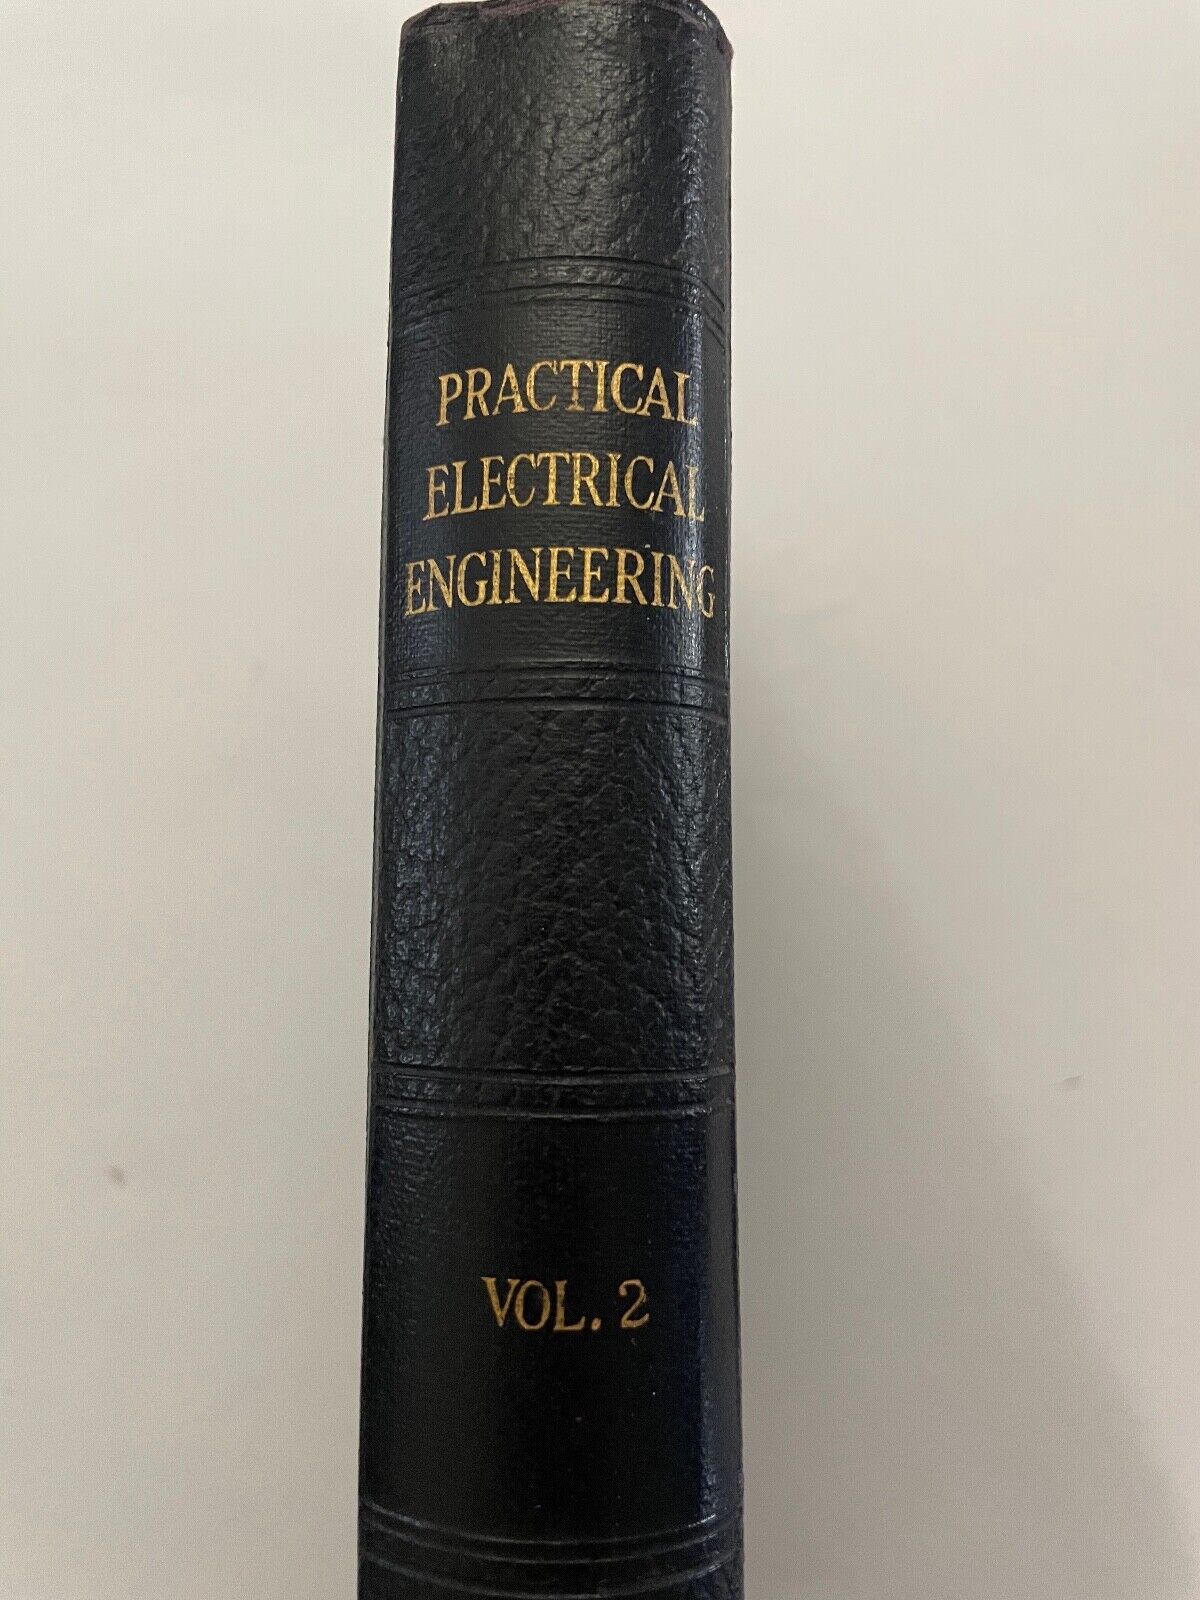 PRACTICAL
ELECTRICAL
ENGINEERING
VOL. 2